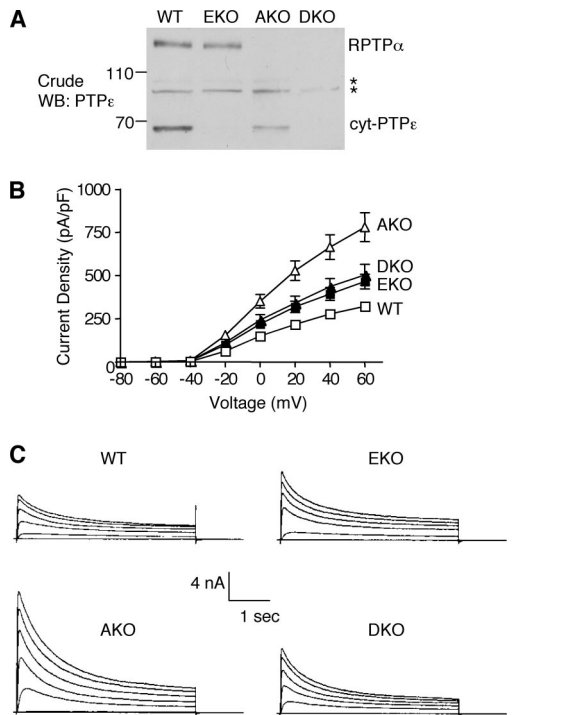 A
WT EKO AKO DKO
RPTPα
110
*
*
Crude
WB: PTPε
70
cyt-PTPε
B
Current Density (pA/pF)
1000
750
500
250
0
AKO
DKO
EKO
WT
-80 -60 -40 -20 0 20 40 60
Voltage (mV)
C
WT EKO
4 nA
1 sec
AKO DKO